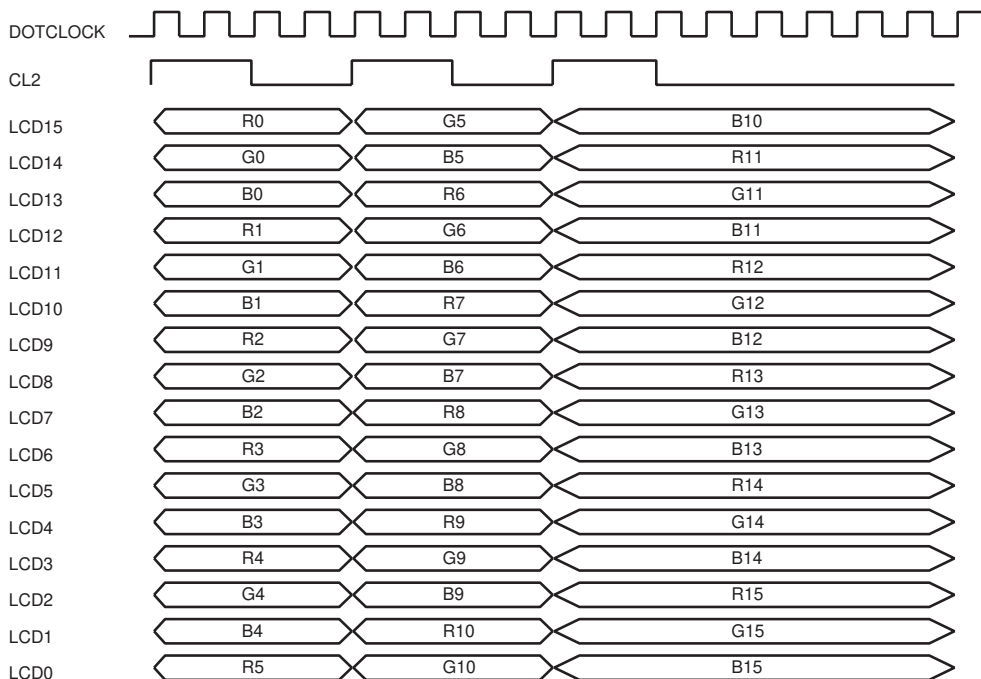 DOTCLOCK
CL2
LCD15 R0 G5 B10
LCD14 G0 B5 R11
LCD13 B0 R6 G11
LCD12 R1 G6 B11
LCD11 G1 B6 R12
LCD10 B1 R7 G12
LCD9 R2 G7 B12
LCD8 G2 B7 R13
LCD7 B2 R8 G13
LCD6 R3 G8 B13
LCD5 G3 B8 R14
LCD4 B3 R9 G14
LCD3 R4 G9 B14
LCD2 G4 B9 R15
LCD1 B4 R10 G15
LCD0 R5 G10 B15